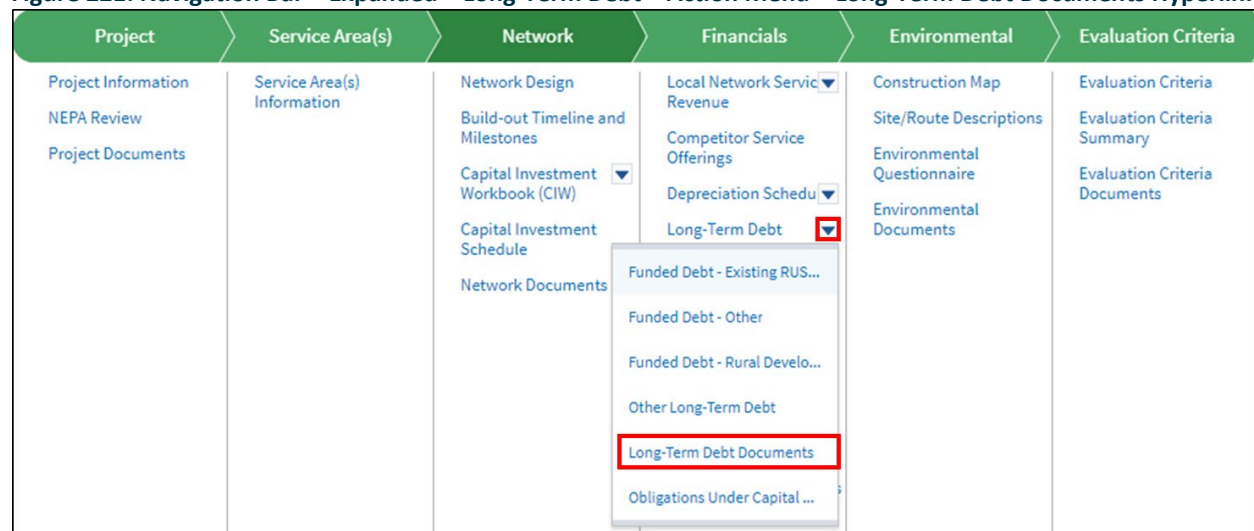 Project
Service Area(s)
Network
Financials
Environmental
Evaluation Criteria
Project Information
NEPA Review
Project Documents
Service Area(s)
Information
Network Design
Build-out Timeline and
Milestones
Capital Investment
Workbook (CIW)
Capital Investment
Schedule
Network Documents
Local Network Servic
Revenue
Competitor Service
Offerings
Depreciation Schedu
Long-Term Debt
Funded Debt - Existing RUS...
Funded Debt - Other
Funded Debt - Rural Develo...
Other Long-Term Debt
Long-Term Debt Documents
Obligations Under Capital ...
Construction Map
Site/Route Descriptions
Environmental
Questionnaire
Environmental
Documents
Evaluation Criteria
Evaluation Criteria
Summary
Evaluation Criteria
Documents